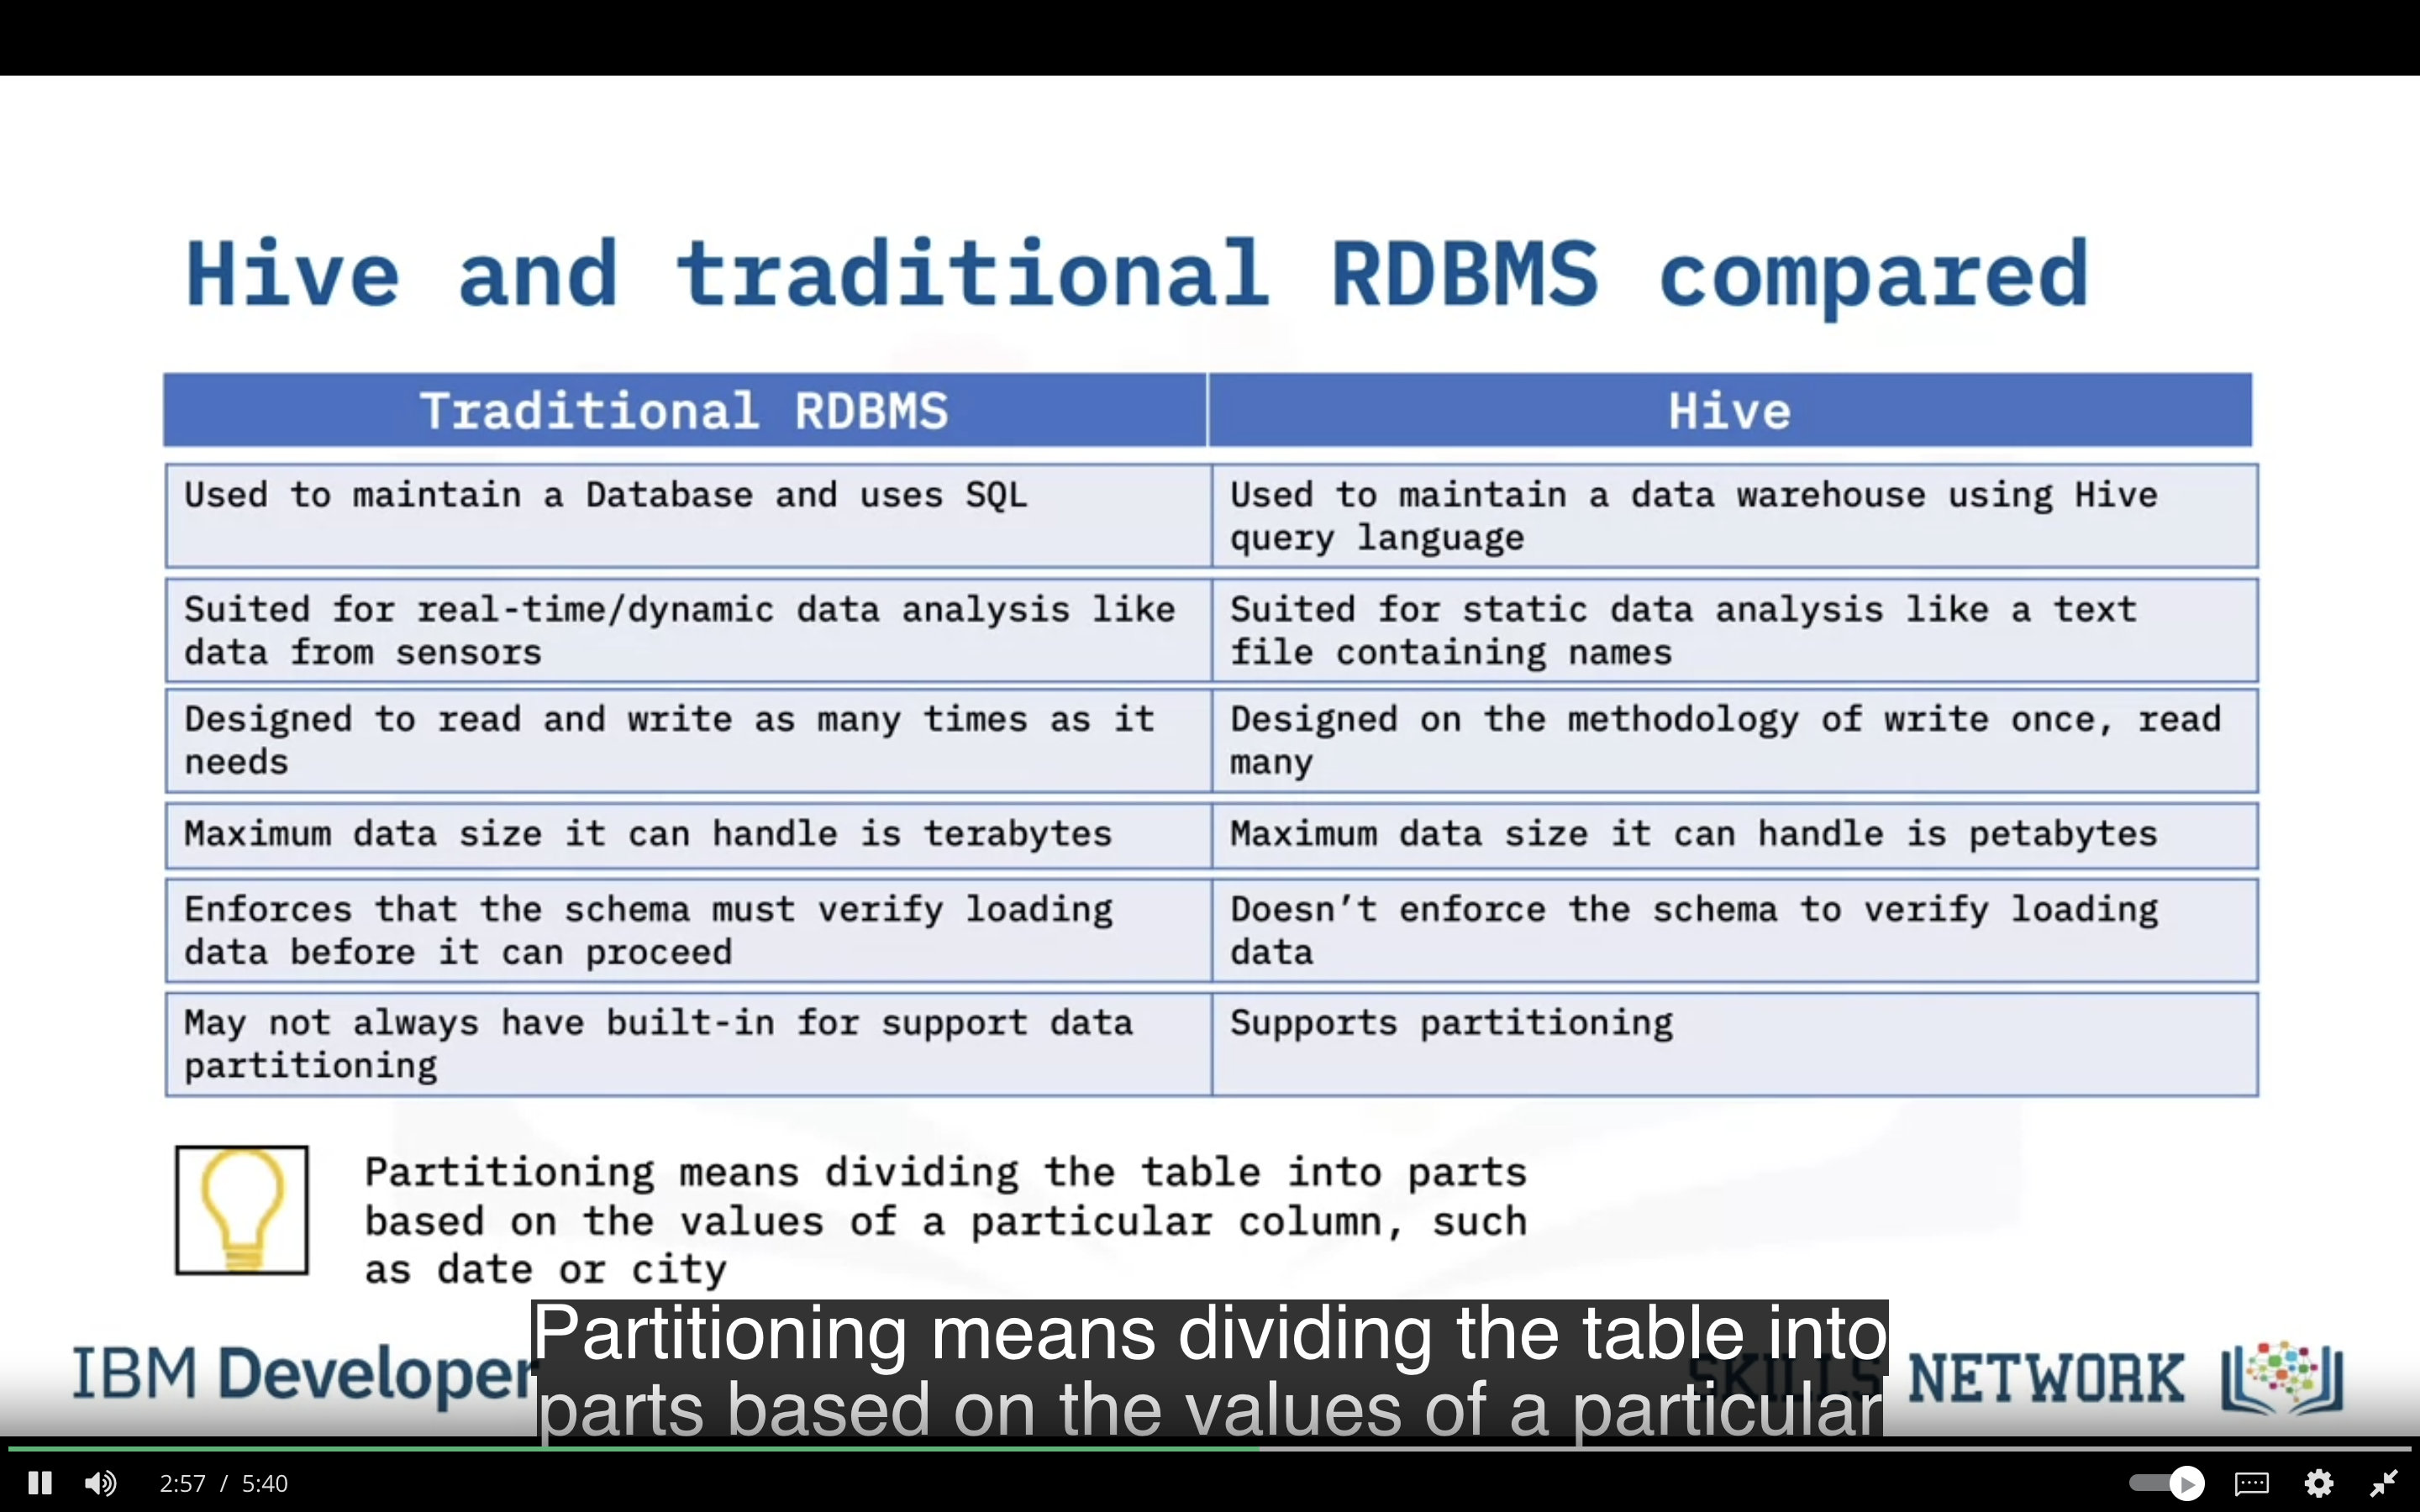 Hive and traditional RDBMS compared
Traditional RDBMS
Hive
Used to maintain a Database and uses SQL
Used to maintain a data warehouse using Hive
query language
Suited for real-time/dynamic data analysis like
data from sensors
Suited for static data analysis like a text
file containing names
Designed to read and write as many times as it
needs
Designed on the methodology of write once, read
many
Maximum data size it can handle is terabytes
Maximum data size it can handle is petabytes
Enforces that the schema must verify loading
data before it can proceed
Doesn't enforce the schema to verify loading
data
May not always have built-in for support data
partitioning
Supports partitioning
Partitioning means dividing the table into parts
based on the values of a particular column, such
as date or city
Partitioning means dividing the table into
parts based on the values of a particular
IBM Developer
SKILLS NETWORK
2:57 / 5:40